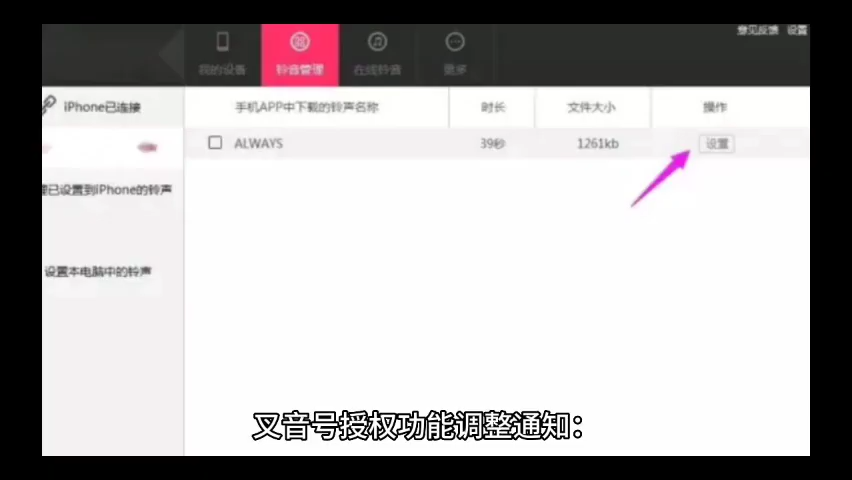 意见反馈 设置
我的设备 铃音管理 在线铃音 更多
iPhone已连接
手机APP中下载的铃声名称 时长 文件大小 操作
ALWAYS 39秒 1261kb 设置
理已设置到iPhone的铃声
设置本电脑中的铃声
叉音号授权功能调整通知：